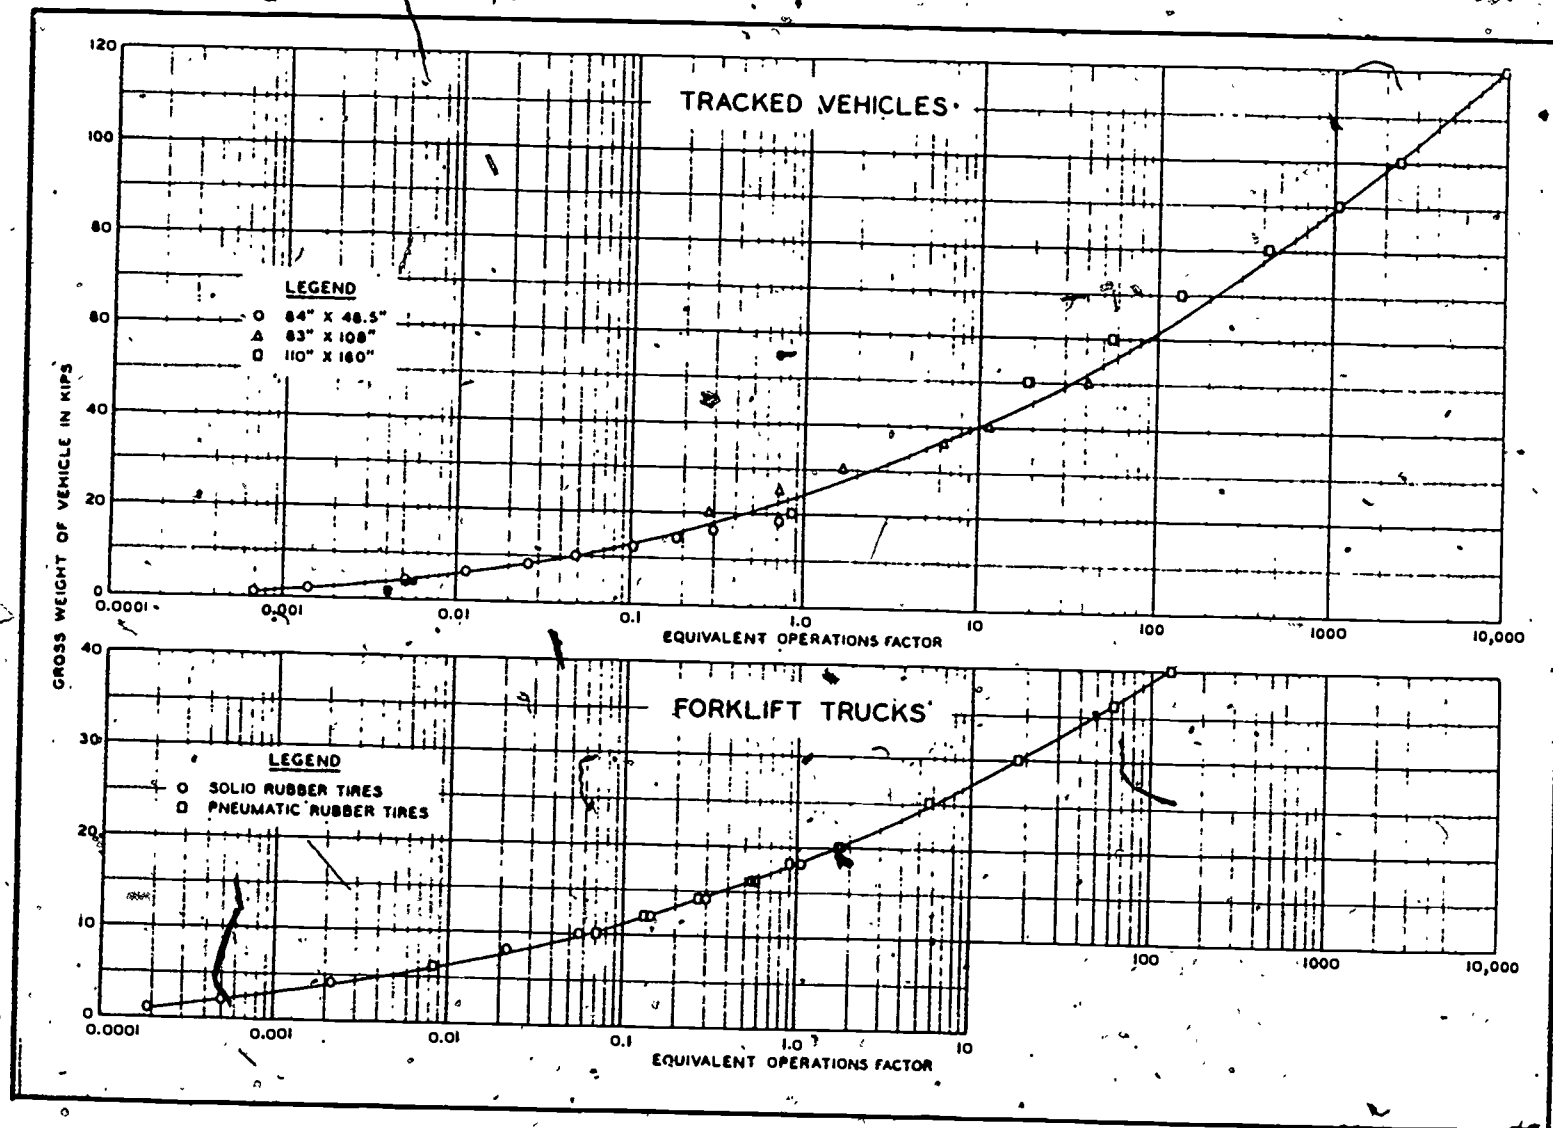 TRACKED VEHICLES
120
100
80
60
40
20
0
LEGEND
84" X 48.5"
83" X 108"
110" X 160"
GROSS WEIGHT OF VEHICLE IN KIPS
0.0001 0.001 0.01 0.1 1.0 10 100 1000 10,000
EQUIVALENT OPERATIONS FACTOR
FORKLIFT TRUCKS
40
30
20
10
0
LEGEND
SOLID RUBBER TIRES
PNEUMATIC RUBBER TIRES
100 1000 10,000
0.0001 0.001 0.01 0.1 1.0 10
EQUIVALENT OPERATIONS FACTOR